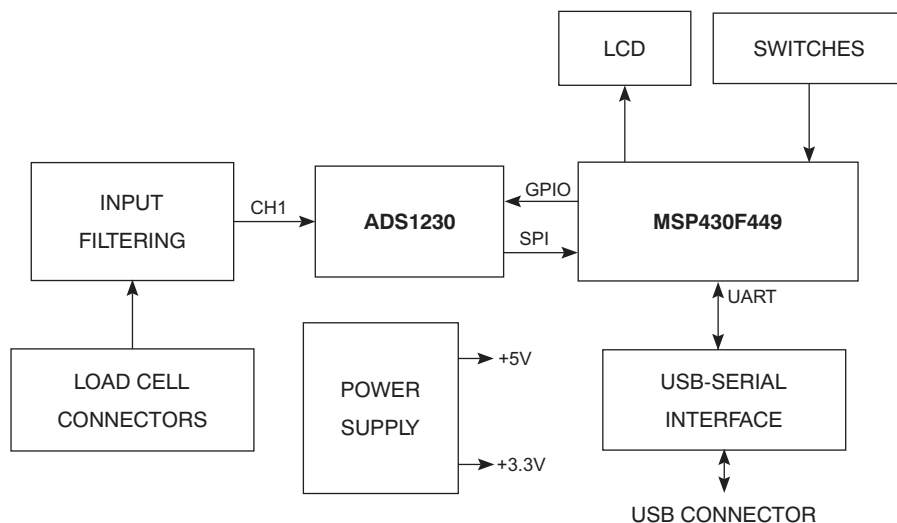 LCD
SWITCHES
INPUT
FILTERING
CH1
ADS1230
GPIO
SPI
MSP430F449
UART
LOAD CELL
CONNECTORS
POWER
SUPPLY
+5V
+3.3V
USB-SERIAL
INTERFACE
USB CONNECTOR